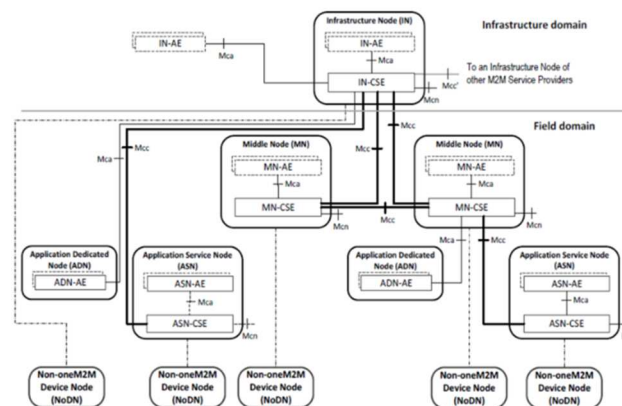 Infrastructure Node (IN)
Infrastructure domain
IN-AE
IN-AE
Mca
Mca
To an Infrastructure Node of
other M2M Service Providers
IN-CSE
Mcc'
Mcn
Mcc
Field domain
Mca
Mcc
Mcc
Middle Node (MN)
Middle Node (MN)
MN-AE
MN-AE
Mca
Mca
MN-CSE
MN-CSE
Mcn
Mcc
Mcn
Mca
Mcc
Application Dedicated
Node (ADN)
Application Service Node
(ASN)
Application Dedicated
Node (ADN)
Application Service Node
(ASN)
ADN-AE
ASN-AE
ADN-AE
ASN-AE
Mca
Mca
ASN-CSE
ASN-CSE
Mcn
Non-oneM2M
Device Node
(NoDN)
Non-oneM2M
Device Node
(NoDN)
Non-oneM2M
Device Node
(NoDN)
Non-oneM2M
Device Node
(NoDN)
Non-oneM2M
Device Node
(NoDN)